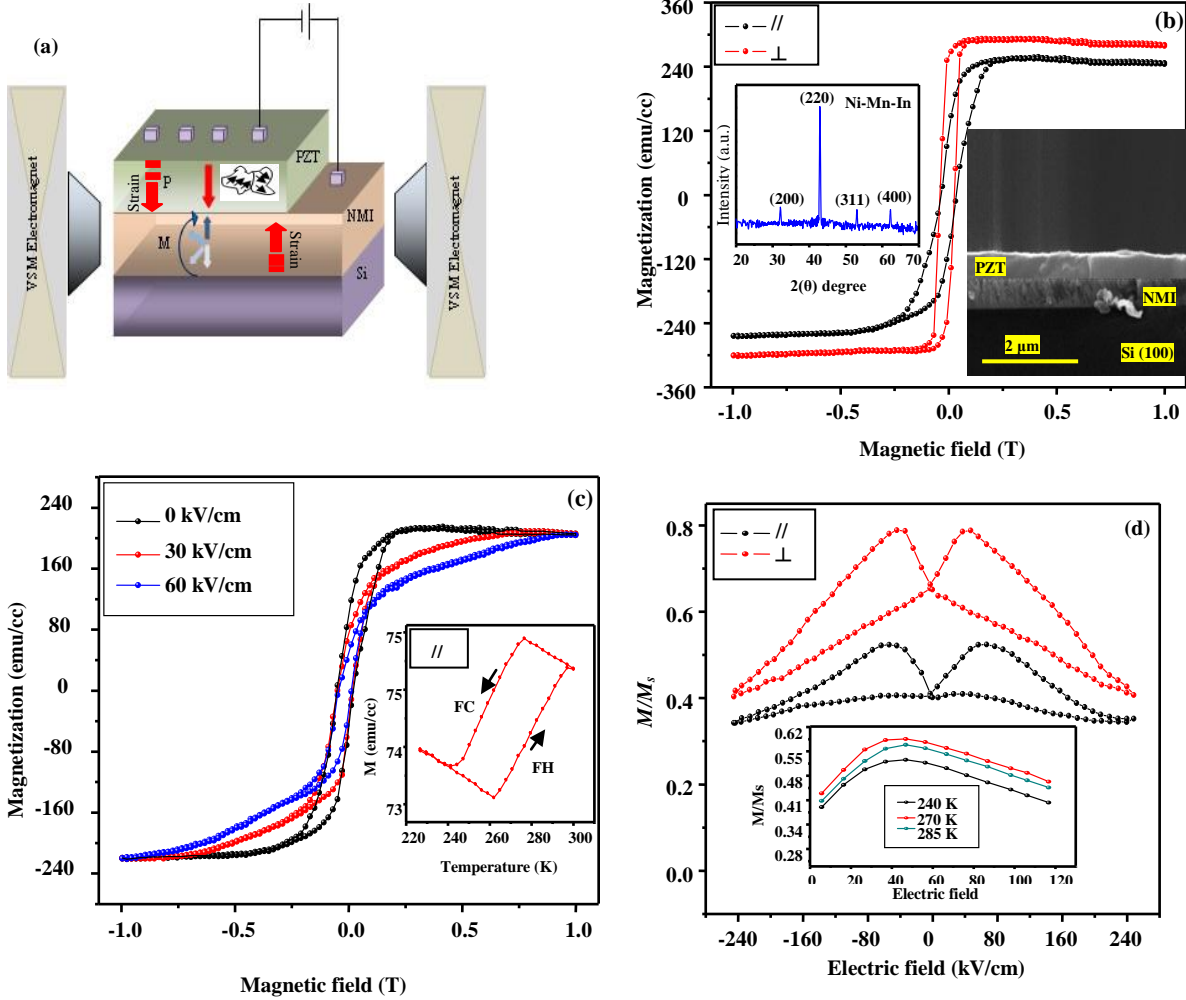 (a)
VSM Electromagnet
VSM Electromagnet
PZT
P
Strain
NMI
M
Strain
Si
(b)
//
⊥
Ni-Mn-In
(220)
(200)
(311)
(400)
Intensity (a.u.)
20 30 40 50 60 70
2(θ) degree
PZT
NMI
2 µm
Si (100)
240
120
0
-120
-240
-360
Magnetization (emu/cc)
-1.0 -0.5 0.0 0.5 1.0
Magnetic field (T)
(c)
0 kV/cm
30 kV/cm
60 kV/cm
240
160
80
0
-80
-160
-240
Magnetization (emu/cc)
//
FC
FH
75
75
74
73
M (emu/cc)
220 240 260 280 300
Temperature (K)
-1.0 -0.5 0.0 0.5 1.0
Magnetic field (T)
(d)
//
⊥
0.8
0.6
0.4
0.2
0.0
M/Ms
0.62
0.55
0.48
0.41
0.34
0.28
M/Ms
240 K
270 K
285 K
0 20 40 60 80 100 120
Electric field
-240 -160 -80 0 80 160 240
Electric field (kV/cm)